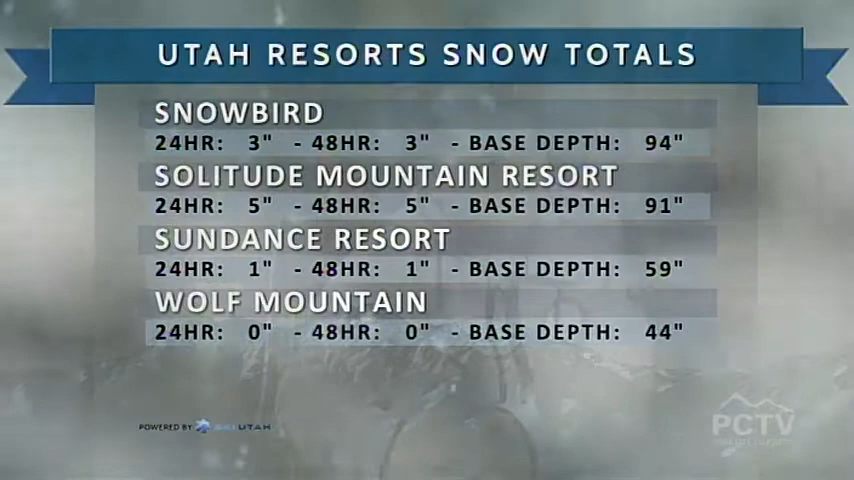 UTAH RESORTS SNOW TOTALS
SNOWBIRD
24HR: 3" - 48HR: 3" - BASE DEPTH: 94"
SOLITUDE MOUNTAIN RESORT
24HR: 5" - 48HR: 5" - BASE DEPTH: 91"
SUNDANCE RESORT
24HR: 1" - 48HR: 1" - BASE DEPTH: 59"
WOLF MOUNTAIN
24HR: 0" - 48HR: 0" - BASE DEPTH: 44"
POWERED BY SKI UTAH
PCTV